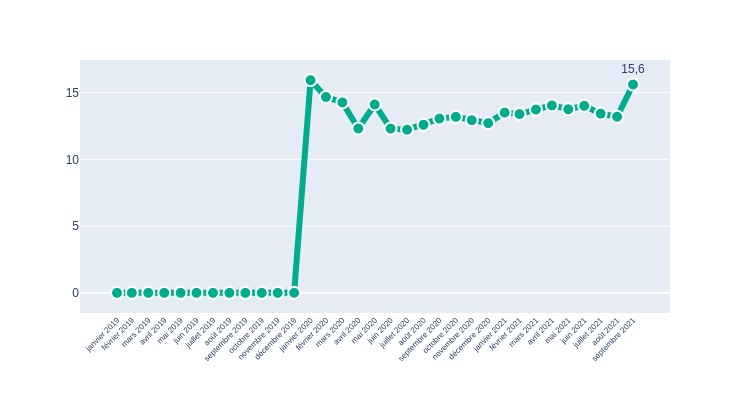 15,6
15
10
5
0
janvier 2019
février 2019
mars 2019
avril 2019
mai 2019
juin 2019
juillet 2019
août 2019
septembre 2019
octobre 2019
novembre 2019
décembre 2019
janvier 2020
février 2020
mars 2020
avril 2020
mai 2020
juin 2020
juillet 2020
août 2020
septembre 2020
octobre 2020
novembre 2020
décembre 2020
janvier 2021
février 2021
mars 2021
avril 2021
mai 2021
juin 2021
juillet 2021
août 2021
septembre 2021